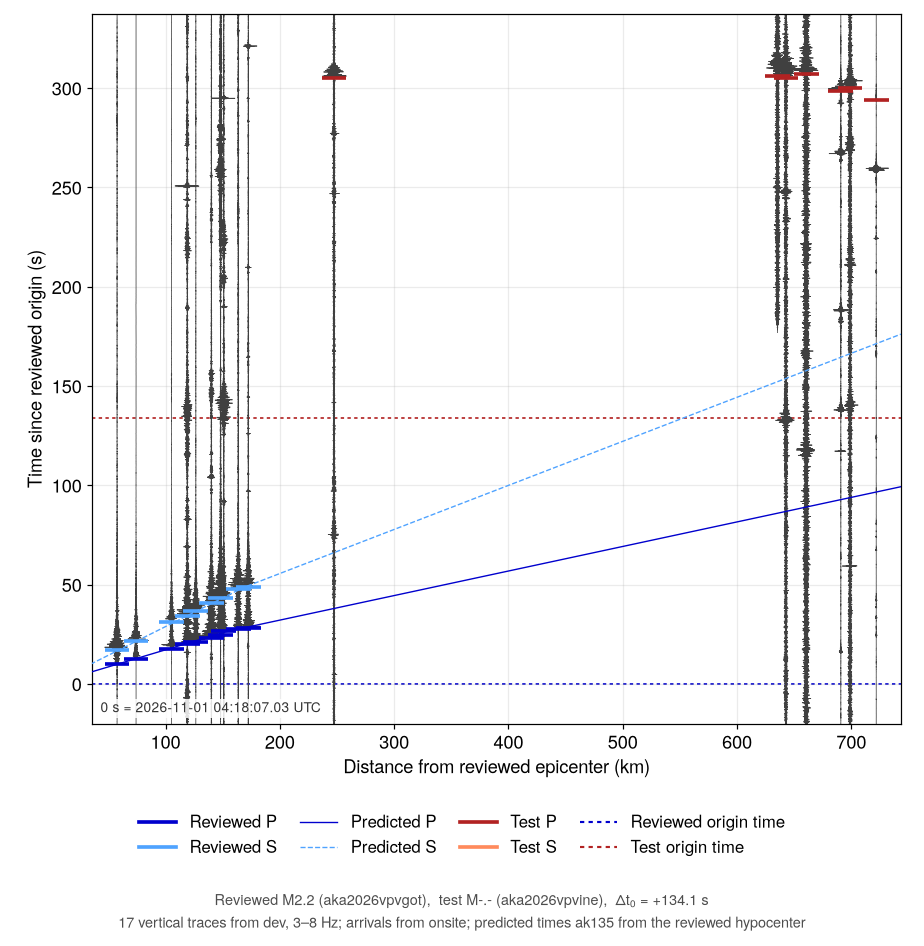 Time since reviewed origin (s)
300
250
200
150
100
50
0
0 s = 2026-11-01 04:18:07.03 UTC
100 200 300 400 500 600 700
Distance from reviewed epicenter (km)
Reviewed P Predicted P Test P Reviewed origin time
Reviewed S Predicted S Test S Test origin time
Reviewed M2.2 (aka2026vpvgot), test M-.- (aka2026vpvine), Δt₀ = +134.1 s
17 vertical traces from dev, 3–8 Hz; arrivals from onsite; predicted times ak135 from the reviewed hypocenter